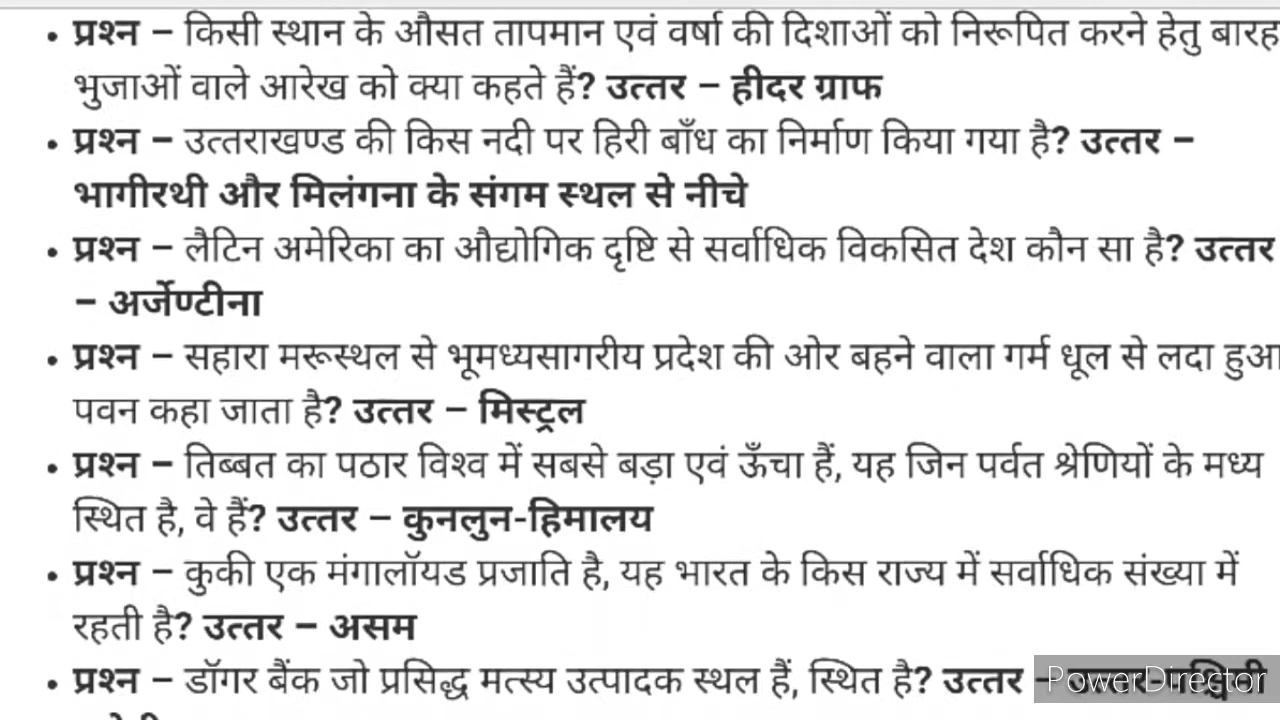 • प्रश्न – किसी स्थान के औसत तापमान एवं वर्षा की दिशाओं को निरूपित करने हेतु बारह
भुजाओं वाले आरेख को क्या कहते हैं? उत्तर – हीदर ग्राफ
• प्रश्न – उत्तराखण्ड की किस नदी पर हिरी बाँध का निर्माण किया गया है? उत्तर –
भागीरथी और मिलंगना के संगम स्थल से नीचे
• प्रश्न – लैटिन अमेरिका का औद्योगिक दृष्टि से सर्वाधिक विकसित देश कौन सा है? उत्तर
– अर्जेण्टीना
• प्रश्न – सहारा मरूस्थल से भूमध्यसागरीय प्रदेश की ओर बहने वाला गर्म धूल से लदा हुआ
पवन कहा जाता है? उत्तर – मिस्ट्रल
• प्रश्न – तिब्बत का पठार विश्व में सबसे बड़ा एवं ऊँचा हैं, यह जिन पर्वत श्रेणियों के मध्य
स्थित है, वे हैं? उत्तर – कुनलुन-हिमालय
• प्रश्न – कुकी एक मंगालॉयड प्रजाति है, यह भारत के किस राज्य में सर्वाधिक संख्या में
रहती है? उत्तर – असम
• प्रश्न – डॉगर बैंक जो प्रसिद्ध मत्स्य उत्पादक स्थल हैं, स्थित है? उत्तर –
PowerDirector